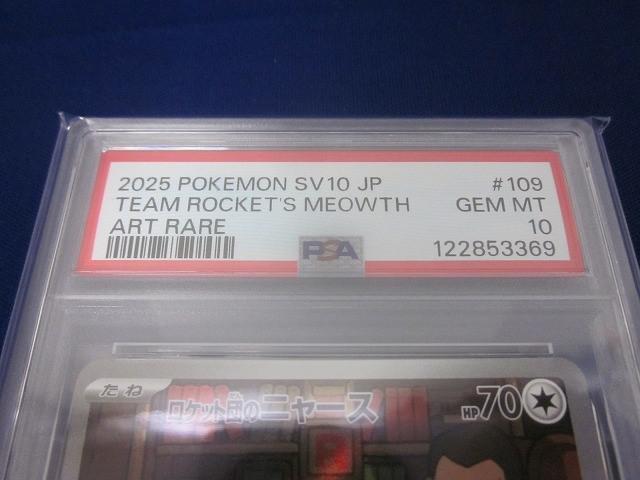 2025 POKEMON SV10 JP #109
TEAM ROCKET'S MEOWTH GEM MT
ART RARE 10
PSA 122853369
たね ロケット団のニャース HP70